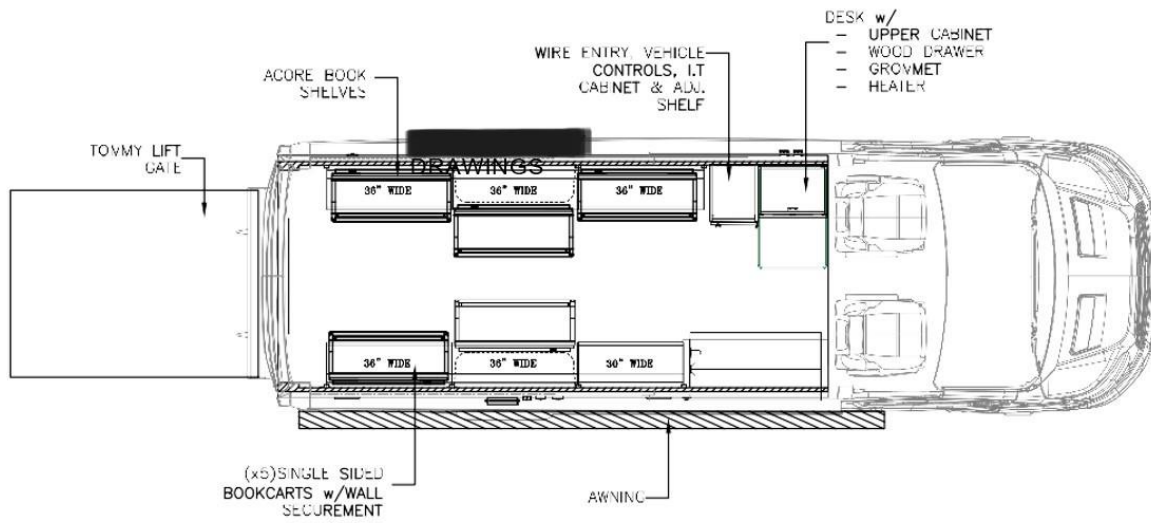 DESK w/
- UPPER CABINET
- WOOD DRAWER
- GROVMET
- HEATER
WIRE ENTRY, VEHICLE
CONTROLS, I.T
CABINET & ADJ.
SHELF
ACORE BOOK
SHELVES
TOMMY LIFT
GATE
DRAWINGS
36" WIDE
36" WIDE
36" WIDE
36" WIDE
36" WIDE
30" WIDE
(x5)SINGLE SIDED
BOOKCARTS w/WALL
SECUREMENT
AWNING